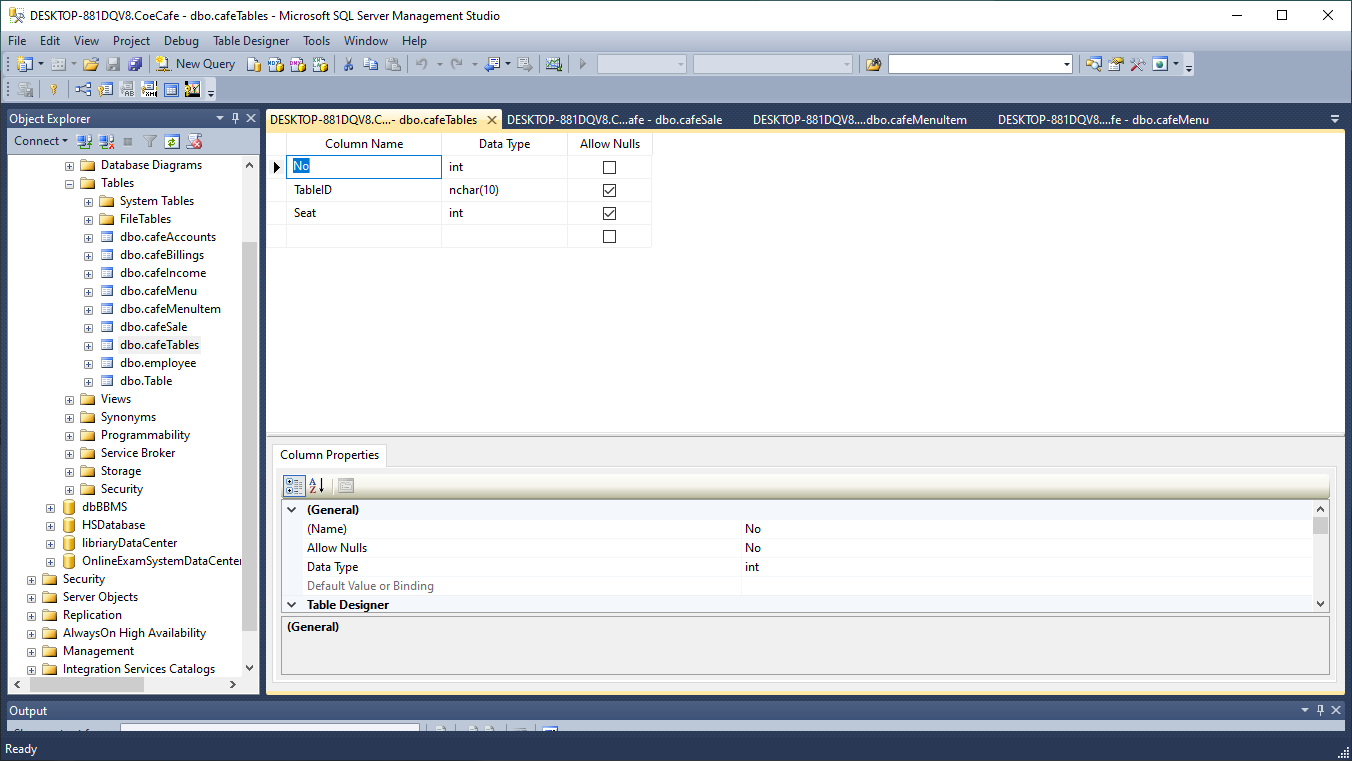 DESKTOP-881DQV8.CoeCafe - dbo.cafeTables - Microsoft SQL Server Management Studio
File Edit View Project Debug Table Designer Tools Window Help
New Query
Object Explorer
Connect
Database Diagrams
Tables
System Tables
FileTables
dbo.cafeAccounts
dbo.cafeBillings
dbo.cafeIncome
dbo.cafeMenu
dbo.cafeMenuItem
dbo.cafeSale
dbo.cafeTables
dbo.employee
dbo.Table
Views
Synonyms
Programmability
Service Broker
Storage
Security
dbBBMS
HSDatabase
libriaryDataCenter
OnlineExamSystemDataCenter
Security
Server Objects
Replication
AlwaysOn High Availability
Management
Integration Services Catalogs
DESKTOP-881DQV8.C...- dbo.cafeTables DESKTOP-881DQV8.C...afe - dbo.cafeSale DESKTOP-881DQV8....dbo.cafeMenuItem DESKTOP-881DQV8....fe - dbo.cafeMenu
Column Name Data Type Allow Nulls
No int
TableID nchar(10)
Seat int
Column Properties
(General)
(Name) No
Allow Nulls No
Data Type int
Default Value or Binding
Table Designer
(General)
Output
Ready